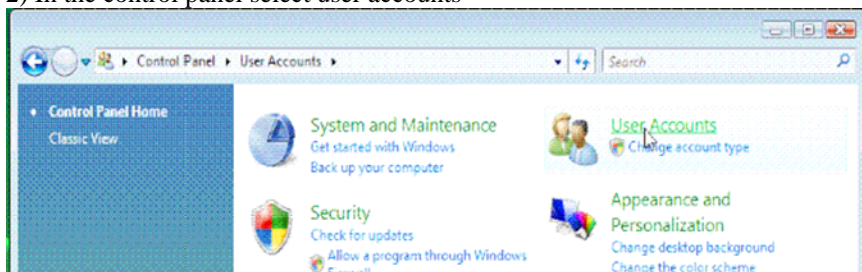 2) In the control panel select user accounts
Control Panel ▸ User Accounts ▸
Search
Control Panel Home
Classic View
System and Maintenance
Get started with Windows
Back up your computer
User Accounts
Change account type
Security
Check for updates
Allow a program through Windows
Firewall
Appearance and
Personalization
Change desktop background
Change the color scheme